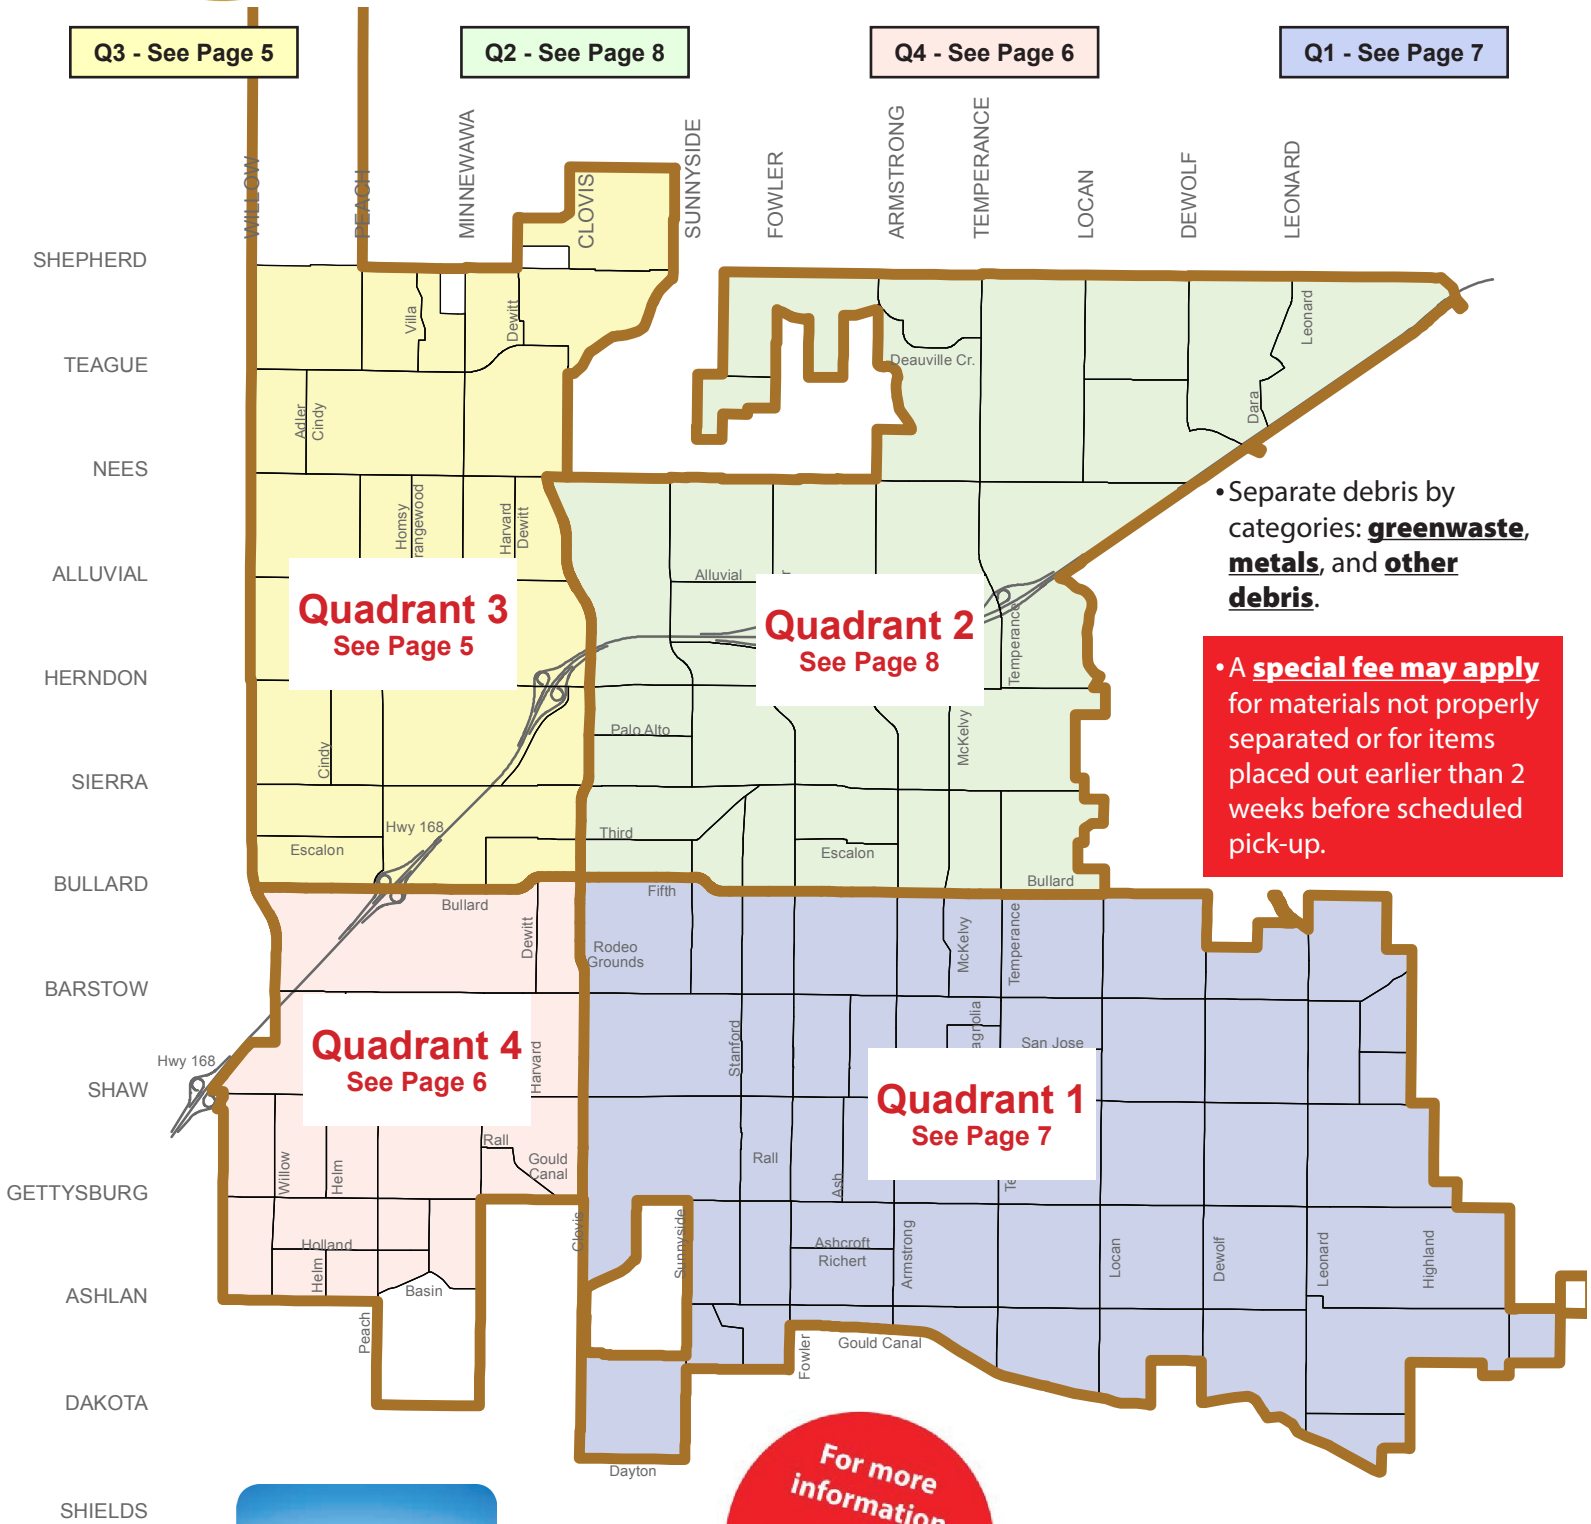 Q3 - See Page 5
Q2 - See Page 8
Q4 - See Page 6
Q1 - See Page 7
WILLOW
PEACH
MINNEWAWA
CLOVIS
SUNNYSIDE
FOWLER
ARMSTRONG
TEMPERANCE
LOCAN
DEWOLF
LEONARD
SHEPHERD
TEAGUE
NEES
ALLUVIAL
HERNDON
SIERRA
BULLARD
BARSTOW
SHAW
GETTYSBURG
ASHLAN
DAKOTA
SHIELDS
Villa
Dewitt
Adler
Cindy
Homsy
rangewood
Harvard
Dewitt
Quadrant 3
See Page 5
Cindy
Hwy 168
Escalon
Deauville Cr.
Leonard
Dara
Alluvial
Quadrant 2
See Page 8
Temperance
Palo Alto
McKelvy
Third
Escalon
Bullard
• Separate debris by
categories: greenwaste,
metals, and other
debris.
• A special fee may apply
for materials not properly
separated or for items
placed out earlier than 2
weeks before scheduled
pick-up.
Bullard
Dewitt
Quadrant 4
See Page 6
Harvard
Hwy 168
Rall
Gould
Canal
Willow
Helm
Holland
Helm
Basin
Peach
Fifth
Rodeo
Grounds
McKelvy
Temperance
Stanford
agnolia
San Jose
Quadrant 1
See Page 7
Rall
Ash
Te
Clovis
Sunnyside
Ashcroft
Richert
Armstrong
Locan
Dewolf
Leonard
Highland
Fowler
Gould Canal
Dayton
For more
information